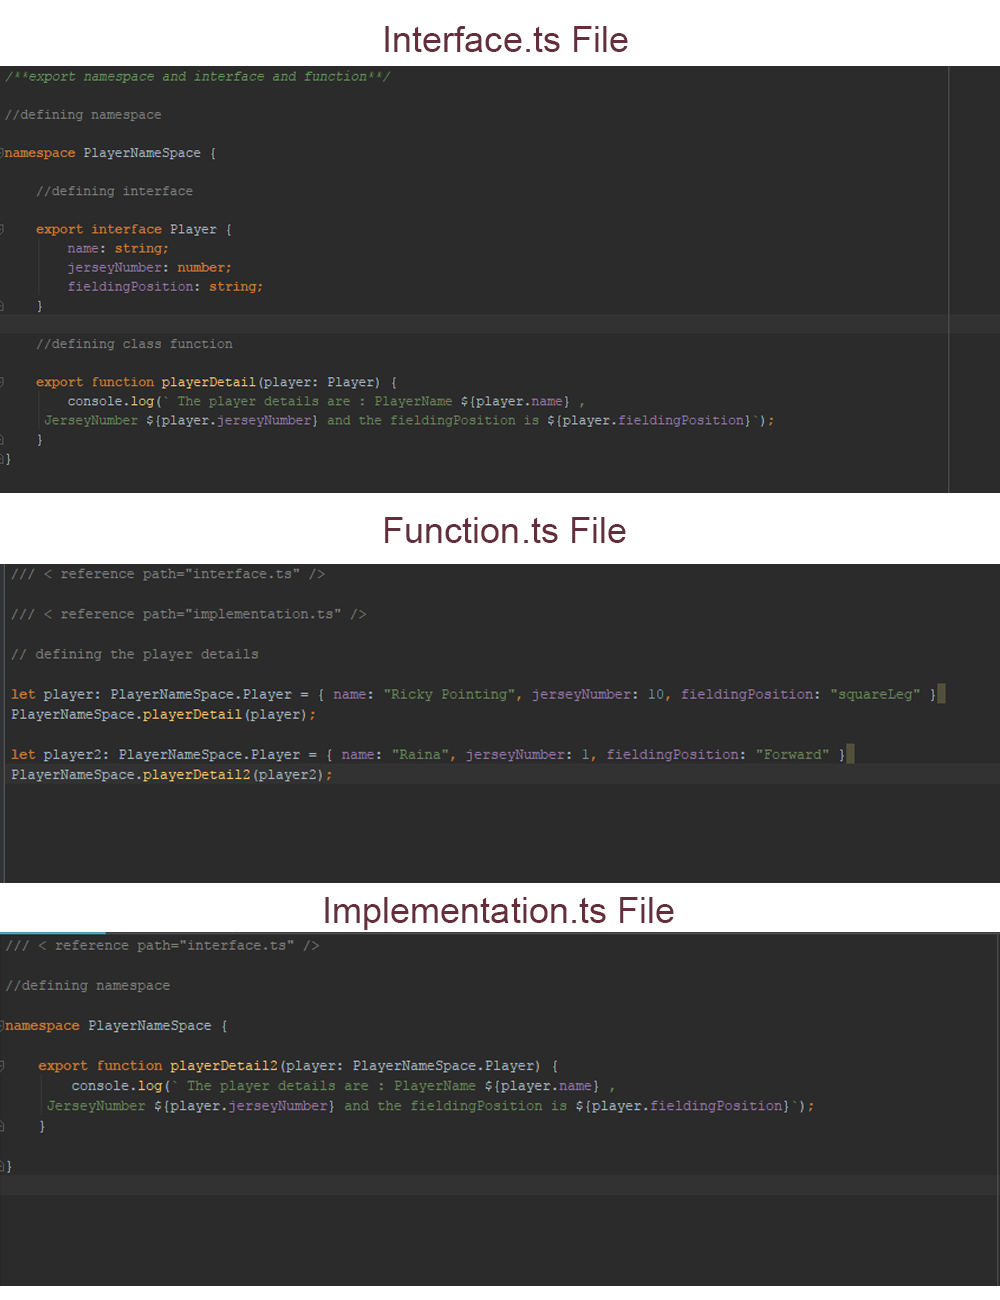 Interface.ts File
/**export namespace and interface and function**/
//defining namespace
namespace PlayerNameSpace {
//defining interface
export interface Player {
name: string;
jerseyNumber: number;
fieldingPosition: string;
}
//defining class function
export function playerDetail(player: Player) {
console.log(` The player details are : PlayerName ${player.name} ,
JerseyNumber ${player.jerseyNumber} and the fieldingPosition is ${player.fieldingPosition}`);
}
}
Function.ts File
/// < reference path="interface.ts" />
/// < reference path="implementation.ts" />
// defining the player details
let player: PlayerNameSpace.Player = { name: "Ricky Pointing", jerseyNumber: 10, fieldingPosition: "squareLeg" }
PlayerNameSpace.playerDetail(player);
let player2: PlayerNameSpace.Player = { name: "Raina", jerseyNumber: 1, fieldingPosition: "Forward" }
PlayerNameSpace.playerDetail2(player2);
Implementation.ts File
/// < reference path="interface.ts" />
//defining namespace
namespace PlayerNameSpace {
export function playerDetail2(player: PlayerNameSpace.Player) {
console.log(` The player details are : PlayerName ${player.name} ,
JerseyNumber ${player.jerseyNumber} and the fieldingPosition is ${player.fieldingPosition}`);
}
}